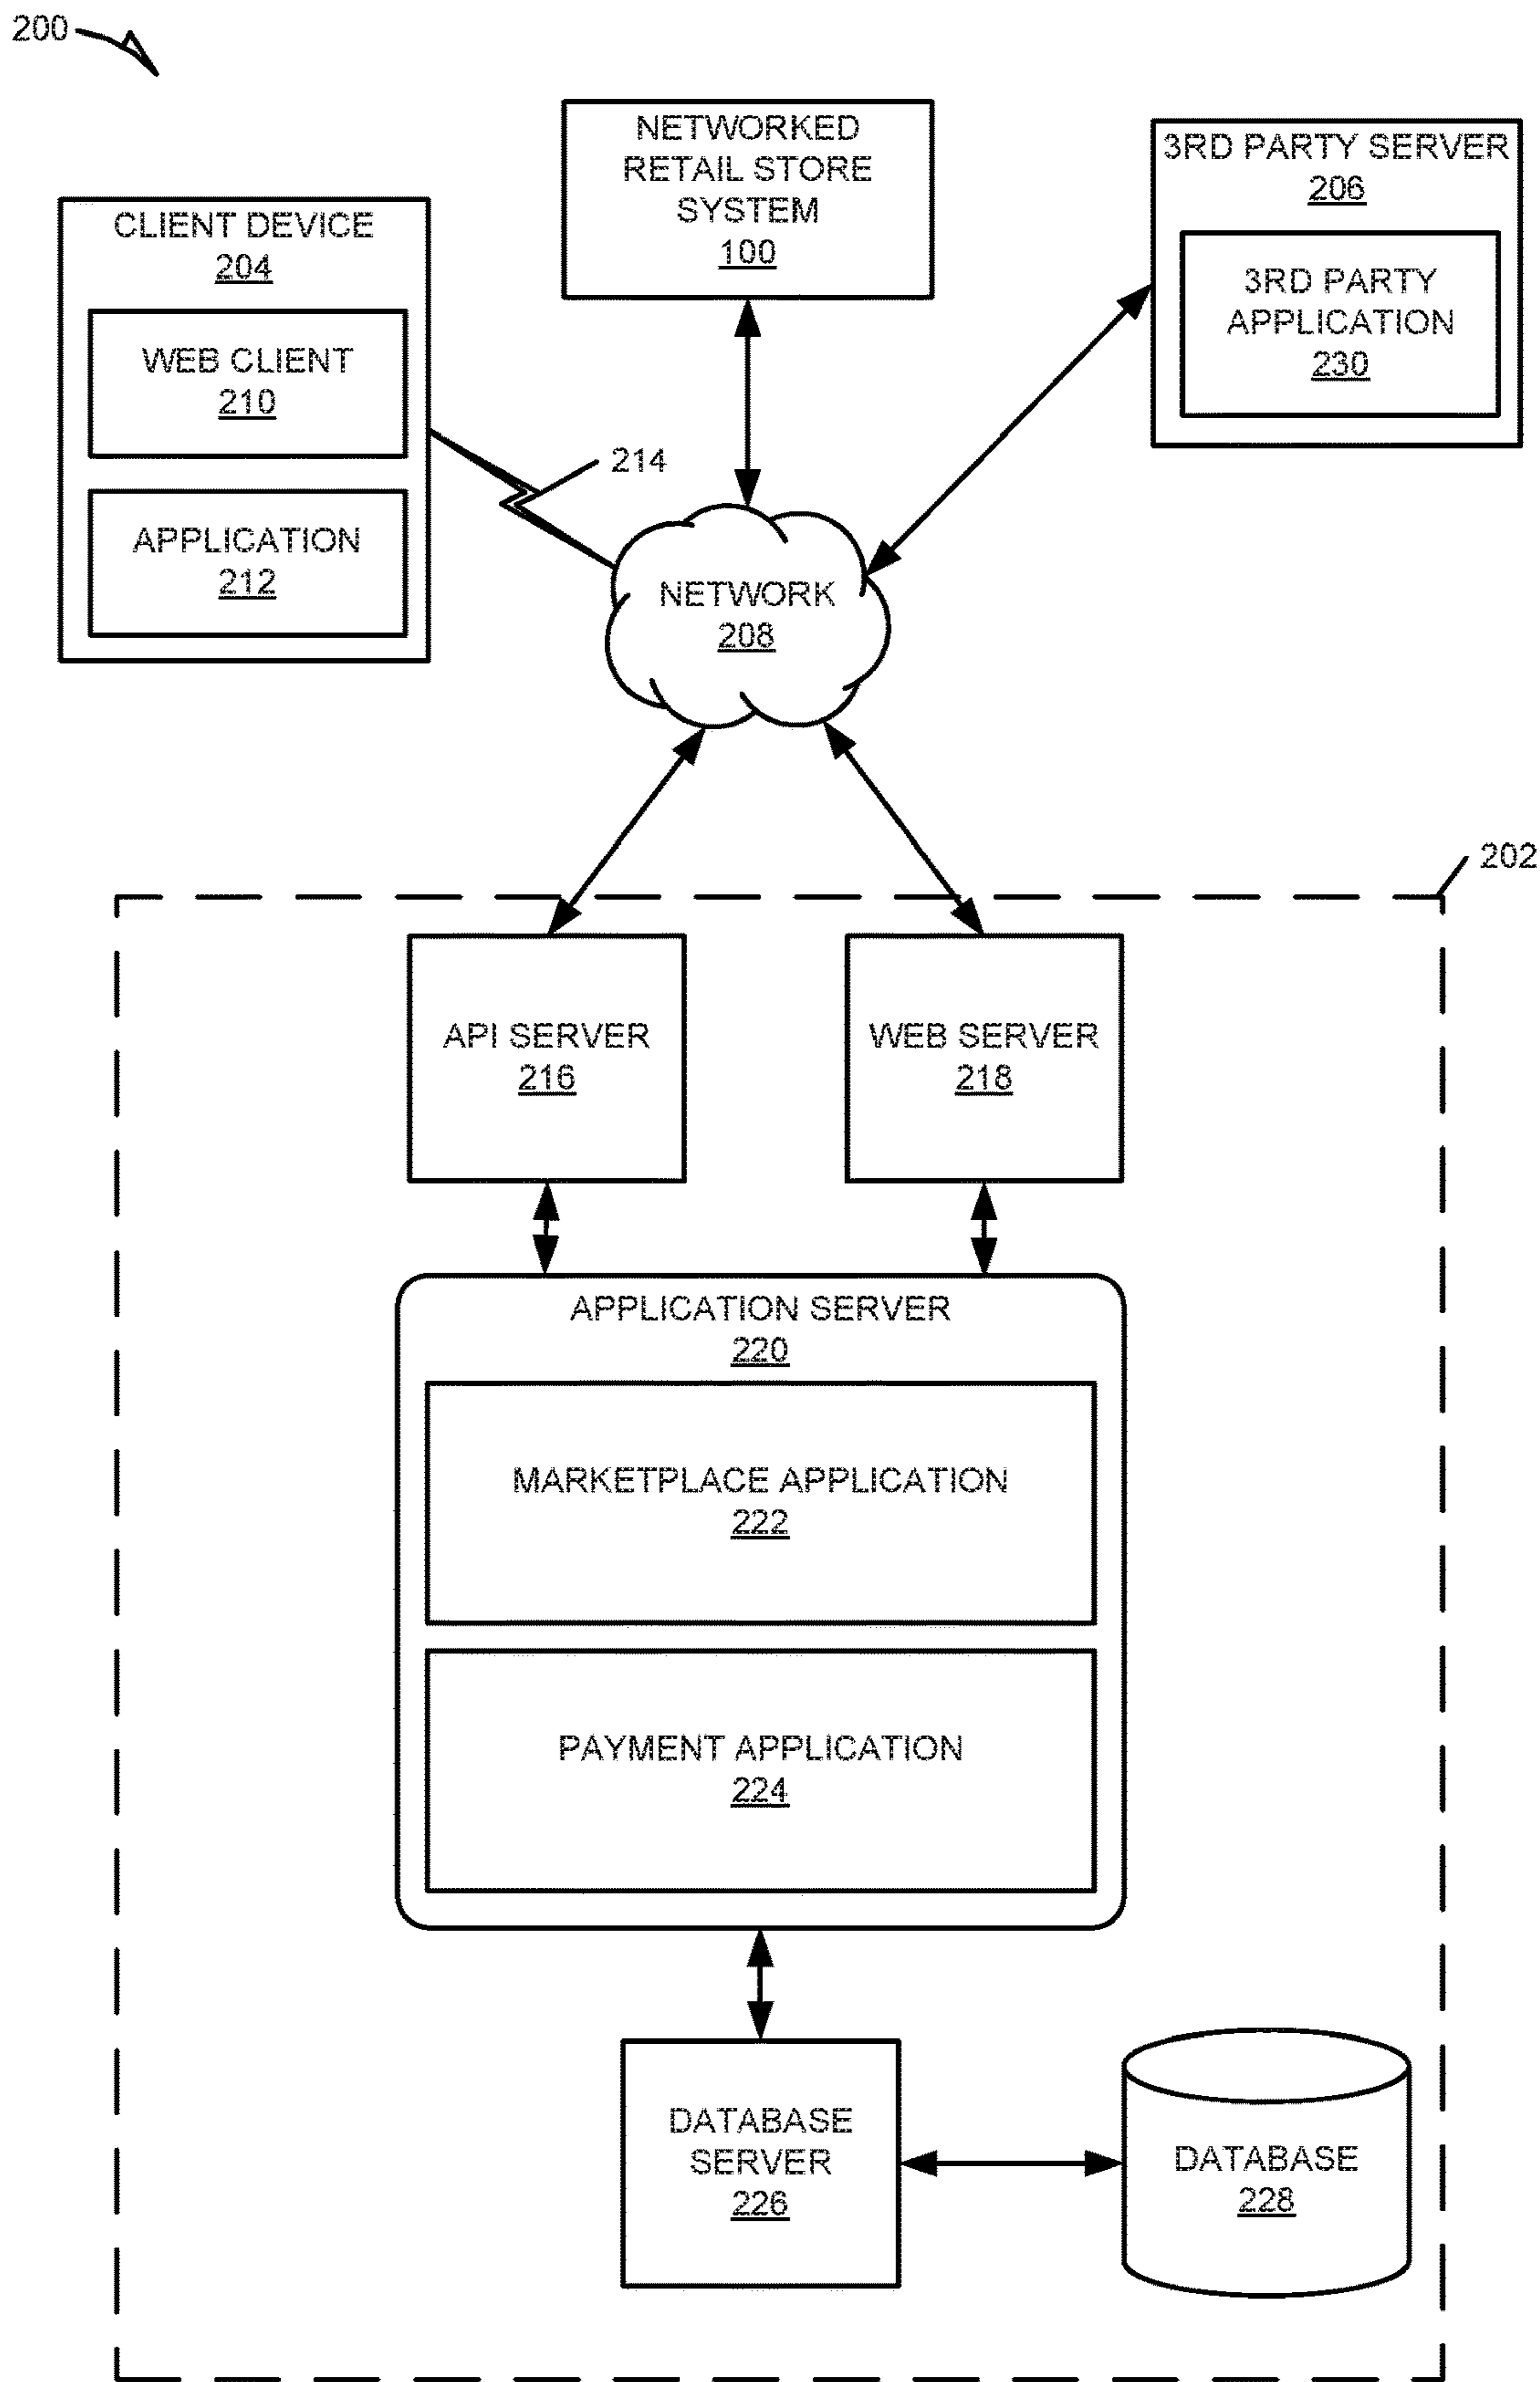 200
NETWORKED
RETAIL STORE
SYSTEM
100
3RD PARTY SERVER
206
3RD PARTY
APPLICATION
230
CLIENT DEVICE
204
WEB CLIENT
210
APPLICATION
212
214
NETWORK
208
202
API SERVER
216
WEB SERVER
218
APPLICATION SERVER
220
MARKETPLACE APPLICATION
222
PAYMENT APPLICATION
224
DATABASE
SERVER
226
DATABASE
228